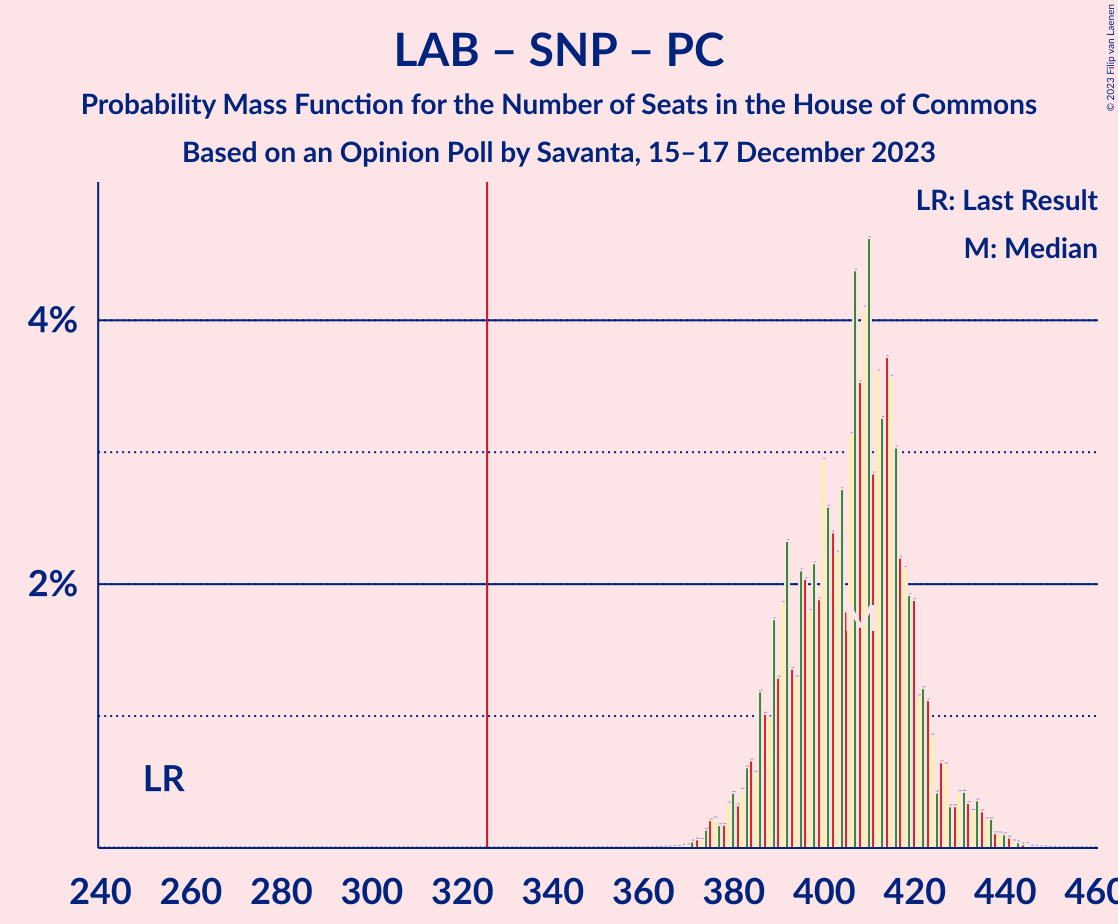 LAB – SNP – PC
Probability Mass Function for the Number of Seats in the House of Commons
Based on an Opinion Poll by Savanta, 15–17 December 2023
© 2023 Filip van Laenen
LR: Last Result
M: Median
4%
2%
LR
M
240 260 280 300 320 340 360 380 400 420 440 460